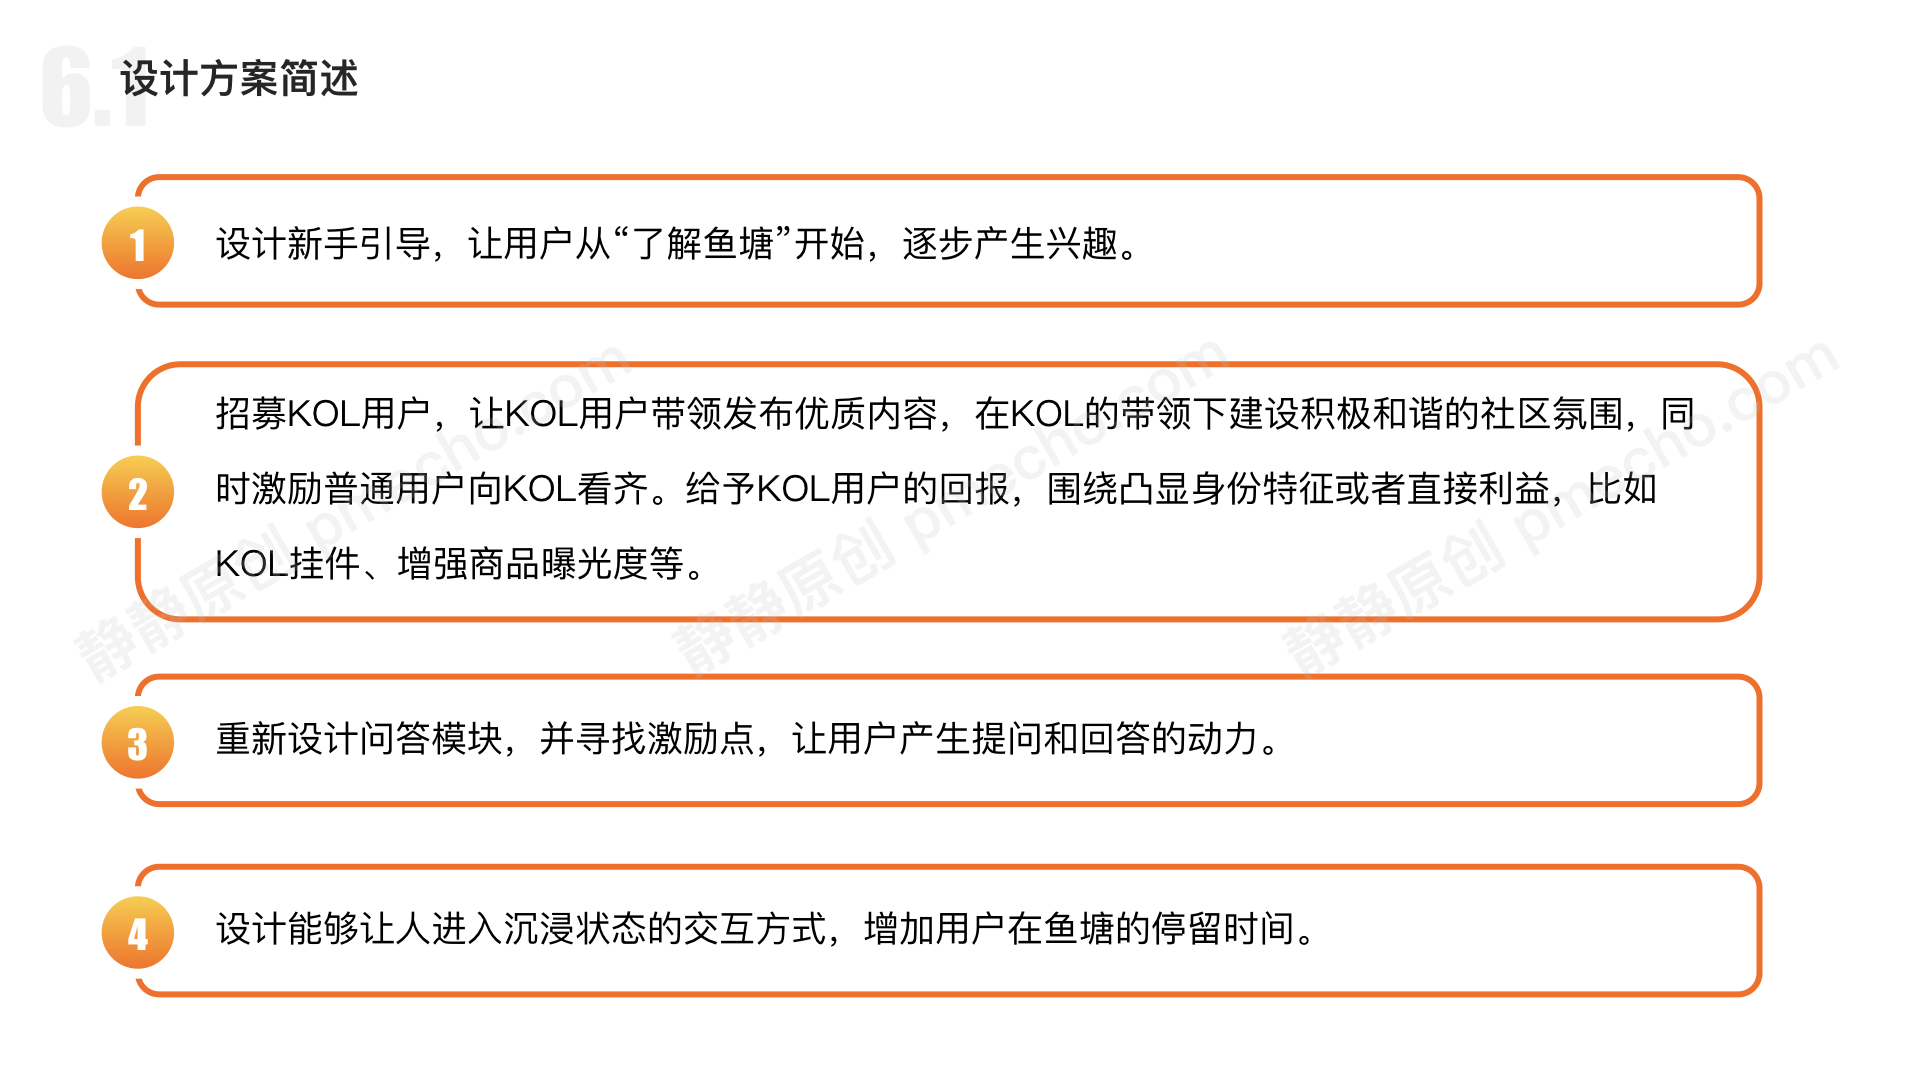 6.1
设计方案简述
1
设计新手引导，让用户从“了解鱼塘”开始，逐步产生兴趣。
2
招募KOL用户，让KOL用户带领发布优质内容，在KOL的带领下建设积极和谐的社区氛围，同
时激励普通用户向KOL看齐。给予KOL用户的回报，围绕凸显身份特征或者直接利益，比如
KOL挂件、增强商品曝光度等。
静静原创 pmecho.com
静静原创 pmecho.com
静静原创 pmecho.com
3
重新设计问答模块，并寻找激励点，让用户产生提问和回答的动力。
4
设计能够让人进入沉浸状态的交互方式，增加用户在鱼塘的停留时间。